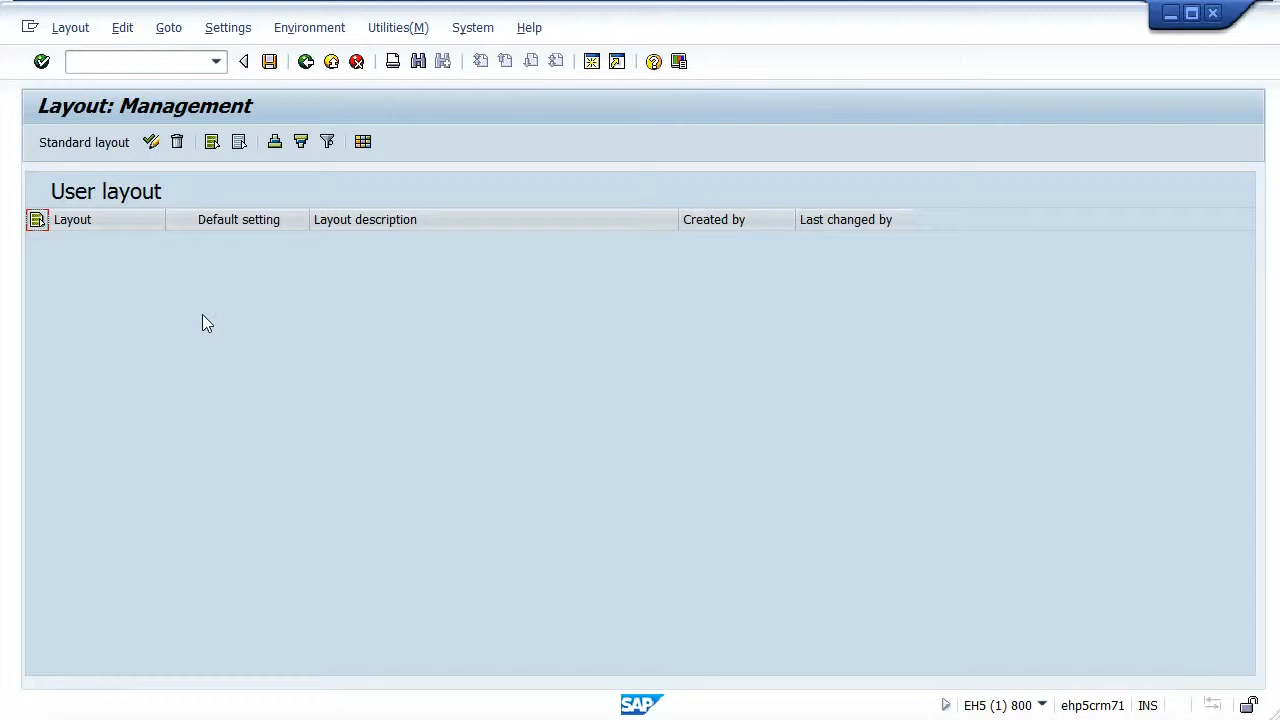 Layout Edit Goto Settings Environment Utilities(M) System Help
Layout: Management
Standard layout
User layout
Layout Default setting Layout description Created by Last changed by
SAP EH5 (1) 800 ehp5crm71 INS